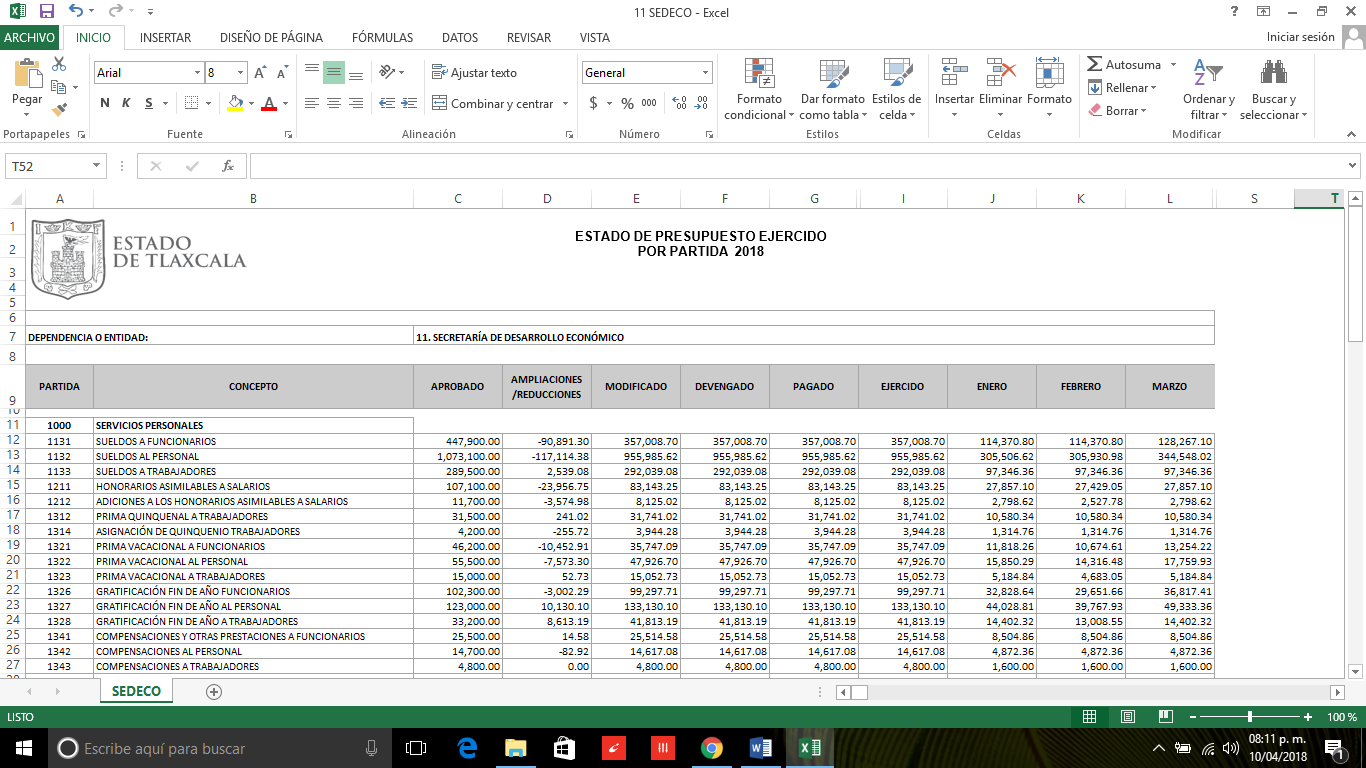 11 SEDECO - Excel
ARCHIVO INICIO INSERTAR DISEÑO DE PÁGINA FÓRMULAS DATOS REVISAR VISTA Iniciar sesión
Arial 8 Ajustar texto General Autosuma
Pegar N K S A Combinar y centrar $ % 000 Formato condicional Dar formato como tabla Estilos de celda Insertar Eliminar Formato Rellenar Borrar Ordenar y filtrar Buscar y seleccionar
Portapapeles Fuente Alineación Número Estilos Celdas Modificar
T52 fx
A B C D E F G I J K L S T
1
2
3
4
5
ESTADO DE TLAXCALA
ESTADO DE PRESUPUESTO EJERCIDO
POR PARTIDA 2018
6
7 DEPENDENCIA O ENTIDAD: 11. SECRETARÍA DE DESARROLLO ECONÓMICO
8
9 PARTIDA CONCEPTO APROBADO AMPLIACIONES /REDUCCIONES MODIFICADO DEVENGADO PAGADO EJERCIDO ENERO FEBRERO MARZO
10
11 1000 SERVICIOS PERSONALES
12 1131 SUELDOS A FUNCIONARIOS 447,900.00 -90,891.30 357,008.70 357,008.70 357,008.70 357,008.70 114,370.80 114,370.80 128,267.10
13 1132 SUELDOS AL PERSONAL 1,073,100.00 -117,114.38 955,985.62 955,985.62 955,985.62 955,985.62 305,506.62 305,930.98 344,548.02
14 1133 SUELDOS A TRABAJADORES 289,500.00 2,539.08 292,039.08 292,039.08 292,039.08 292,039.08 97,346.36 97,346.36 97,346.36
15 1211 HONORARIOS ASIMILABLES A SALARIOS 107,100.00 -23,956.75 83,143.25 83,143.25 83,143.25 83,143.25 27,857.10 27,429.05 27,857.10
16 1212 ADICIONES A LOS HONORARIOS ASIMILABLES A SALARIOS 11,700.00 -3,574.98 8,125.02 8,125.02 8,125.02 8,125.02 2,798.62 2,527.78 2,798.62
17 1312 PRIMA QUINQUENAL A TRABAJADORES 31,500.00 241.02 31,741.02 31,741.02 31,741.02 31,741.02 10,580.34 10,580.34 10,580.34
18 1314 ASIGNACIÓN DE QUINQUENIO TRABAJADORES 4,200.00 -255.72 3,944.28 3,944.28 3,944.28 3,944.28 1,314.76 1,314.76 1,314.76
19 1321 PRIMA VACACIONAL A FUNCIONARIOS 46,200.00 -10,452.91 35,747.09 35,747.09 35,747.09 35,747.09 11,818.26 10,674.61 13,254.22
20 1322 PRIMA VACACIONAL AL PERSONAL 55,500.00 -7,573.30 47,926.70 47,926.70 47,926.70 47,926.70 15,850.29 14,316.48 17,759.93
21 1323 PRIMA VACACIONAL A TRABAJADORES 15,000.00 52.73 15,052.73 15,052.73 15,052.73 15,052.73 5,184.84 4,683.05 5,184.84
22 1326 GRATIFICACIÓN FIN DE AÑO FUNCIONARIOS 102,300.00 -3,002.29 99,297.71 99,297.71 99,297.71 99,297.71 32,828.64 29,651.66 36,817.41
23 1327 GRATIFICACIÓN FIN DE AÑO AL PERSONAL 123,000.00 10,130.10 133,130.10 133,130.10 133,130.10 133,130.10 44,028.81 39,767.93 49,333.36
24 1328 GRATIFICACIÓN FIN DE AÑO A TRABAJADORES 33,200.00 8,613.19 41,813.19 41,813.19 41,813.19 41,813.19 14,402.32 13,008.55 14,402.32
25 1341 COMPENSACIONES Y OTRAS PRESTACIONES A FUNCIONARIOS 25,500.00 14.58 25,514.58 25,514.58 25,514.58 25,514.58 8,504.86 8,504.86 8,504.86
26 1342 COMPENSACIONES AL PERSONAL 14,700.00 -82.92 14,617.08 14,617.08 14,617.08 14,617.08 4,872.36 4,872.36 4,872.36
27 1343 COMPENSACIONES A TRABAJADORES 4,800.00 0.00 4,800.00 4,800.00 4,800.00 4,800.00 1,600.00 1,600.00 1,600.00
SEDECO
LISTO 100 %
Escribe aquí para buscar 08:11 p. m.
10/04/2018 1